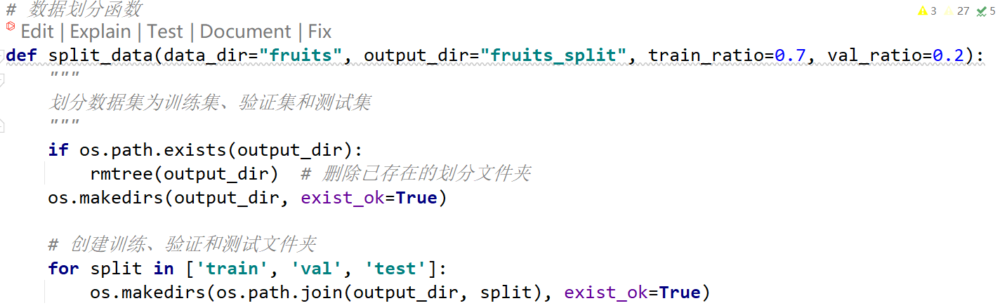 # 数据划分函数
3 27 5
Edit | Explain | Test | Document | Fix
def split_data(data_dir="fruits", output_dir="fruits_split", train_ratio=0.7, val_ratio=0.2):
"""
划分数据集为训练集、验证集和测试集
"""
if os.path.exists(output_dir):
rmtree(output_dir)  # 删除已存在的划分文件夹
os.makedirs(output_dir, exist_ok=True)
# 创建训练、验证和测试文件夹
for split in ['train', 'val', 'test']:
os.makedirs(os.path.join(output_dir, split), exist_ok=True)